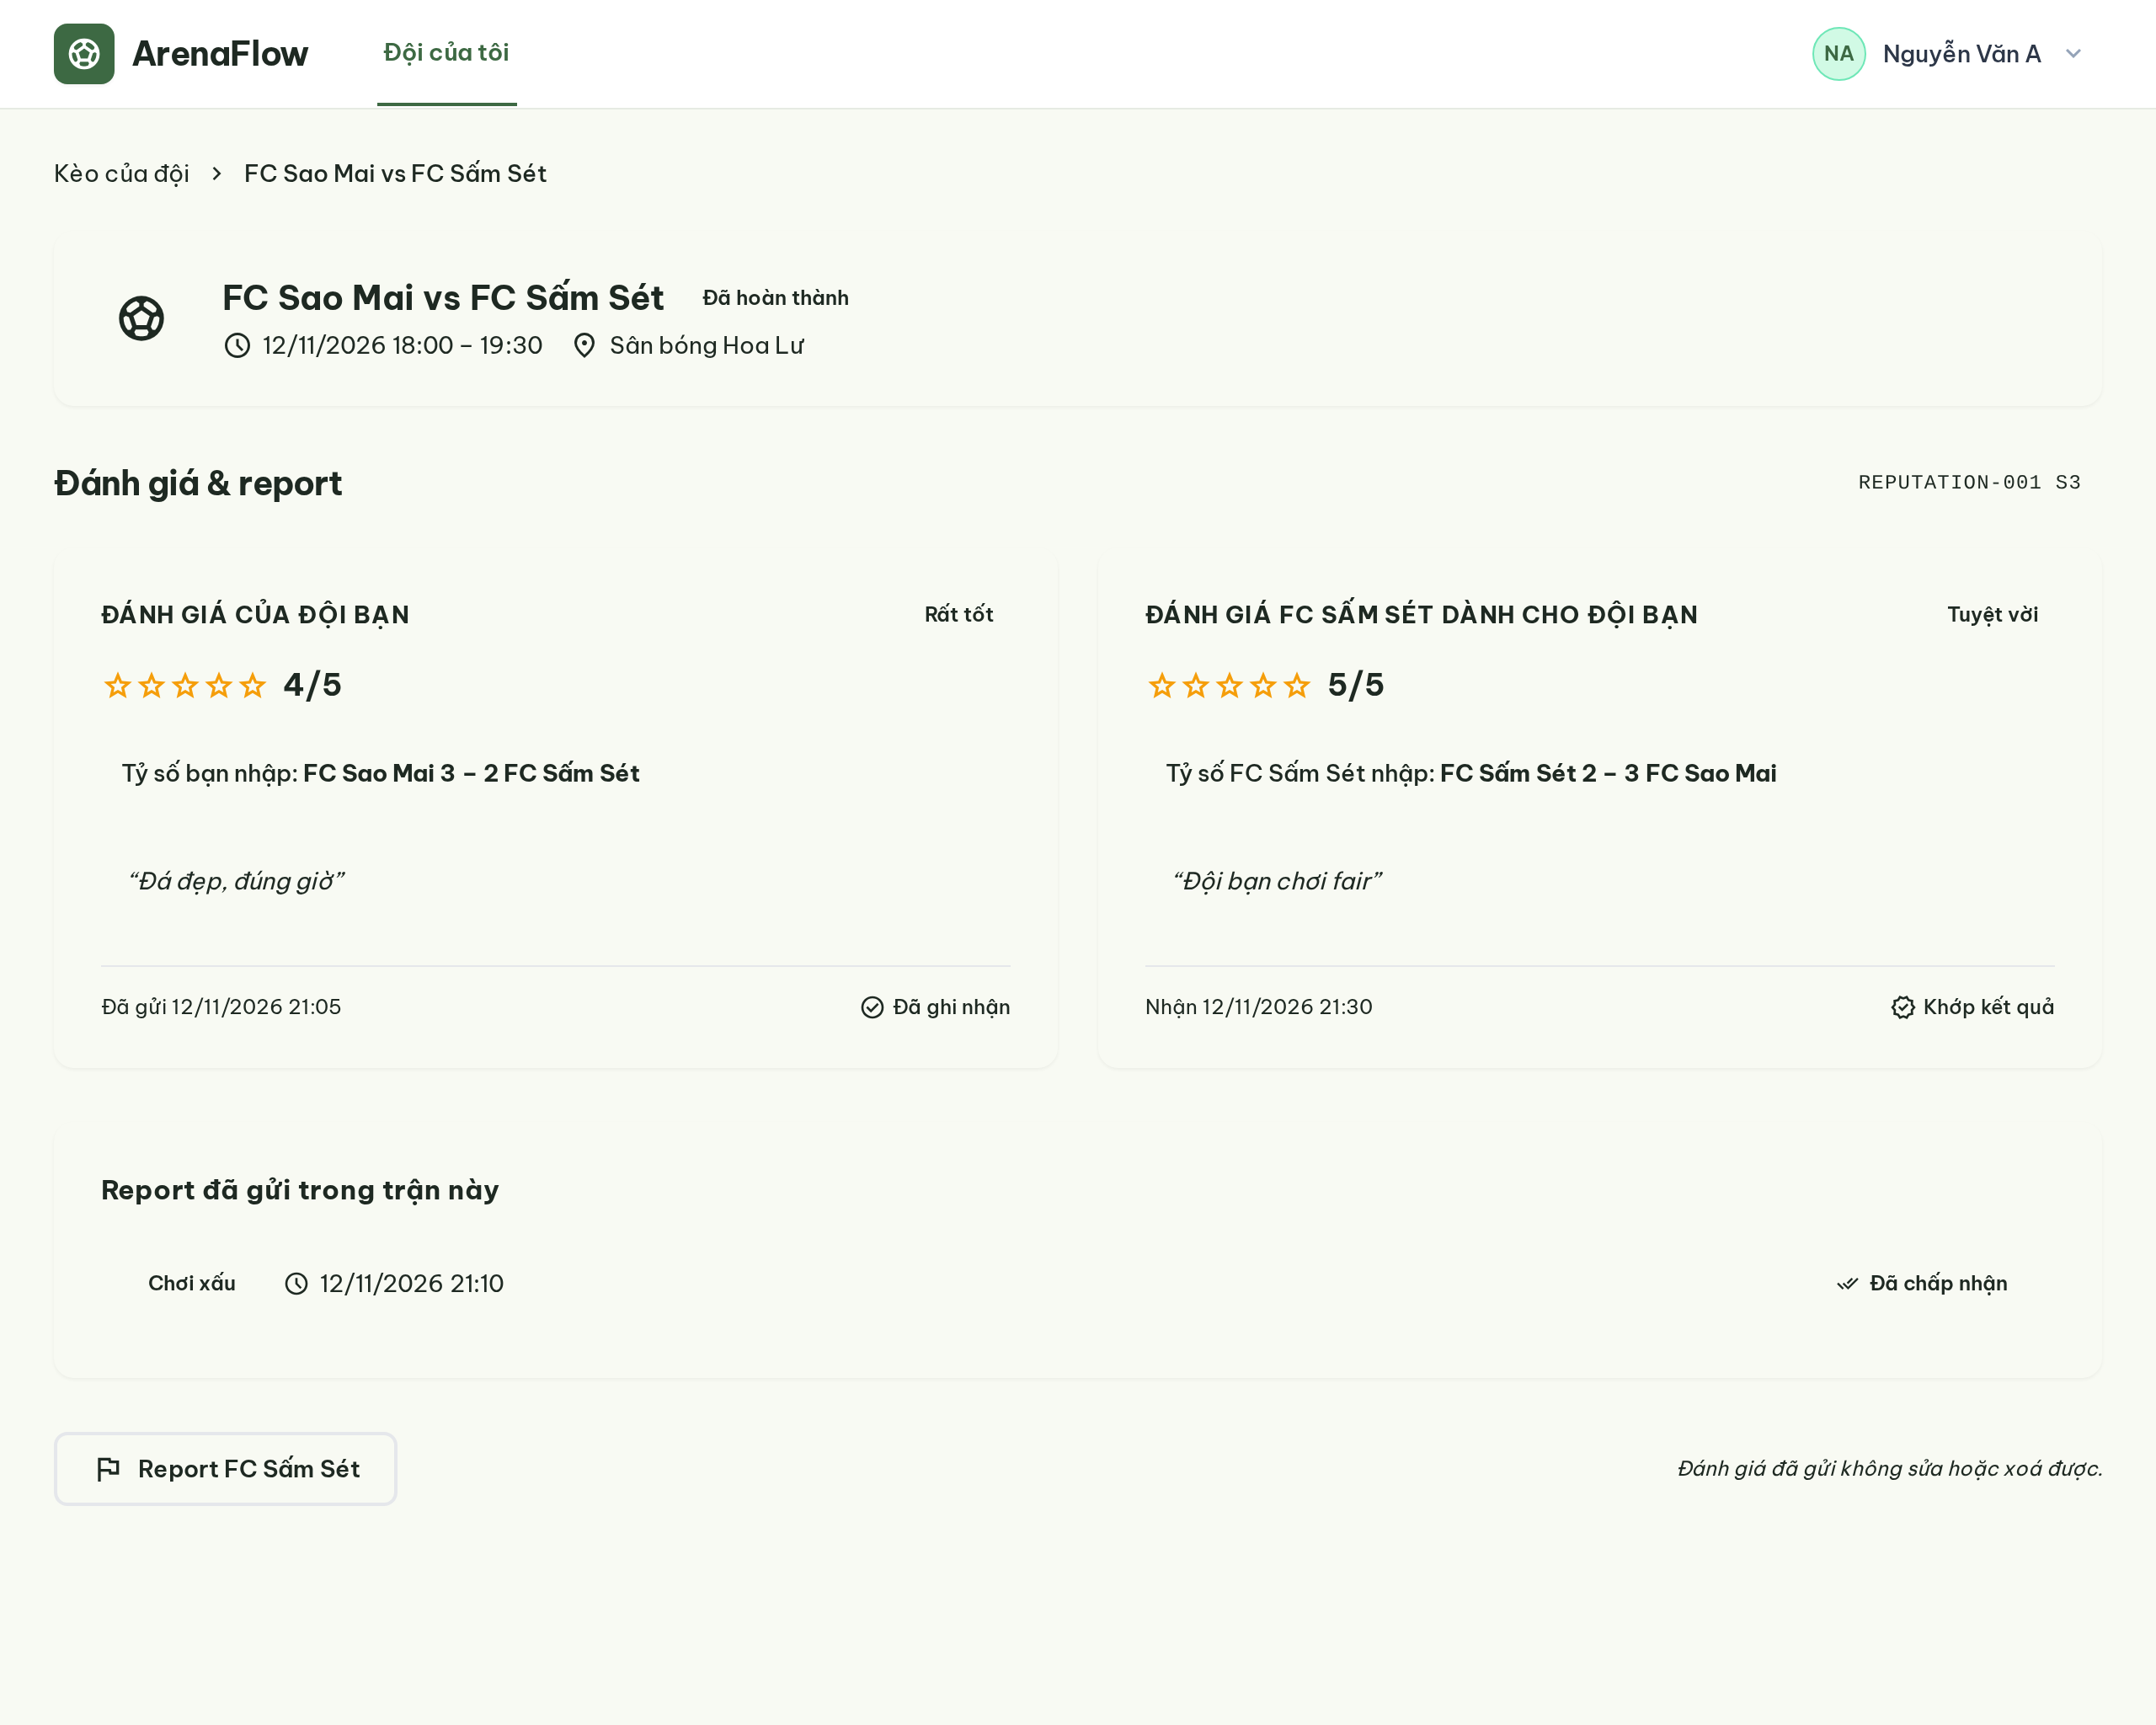 ArenaFlow
Đội của tôi
NA
Nguyễn Văn A
Kèo của đội
FC Sao Mai vs FC Sấm Sét
FC Sao Mai vs FC Sấm Sét
Đã hoàn thành
12/11/2026 18:00 – 19:30
Sân bóng Hoa Lư
Đánh giá & report
REPUTATION-001 S3
ĐÁNH GIÁ CỦA ĐỘI BẠN
Rất tốt
4/5
Tỷ số bạn nhập: FC Sao Mai 3 – 2 FC Sấm Sét
“Đá đẹp, đúng giờ”
Đã gửi 12/11/2026 21:05
Đã ghi nhận
ĐÁNH GIÁ FC SẤM SÉT DÀNH CHO ĐỘI BẠN
Tuyệt vời
5/5
Tỷ số FC Sấm Sét nhập: FC Sấm Sét 2 – 3 FC Sao Mai
“Đội bạn chơi fair”
Nhận 12/11/2026 21:30
Khớp kết quả
Report đã gửi trong trận này
Chơi xấu
12/11/2026 21:10
Đã chấp nhận
Report FC Sấm Sét
Đánh giá đã gửi không sửa hoặc xoá được.